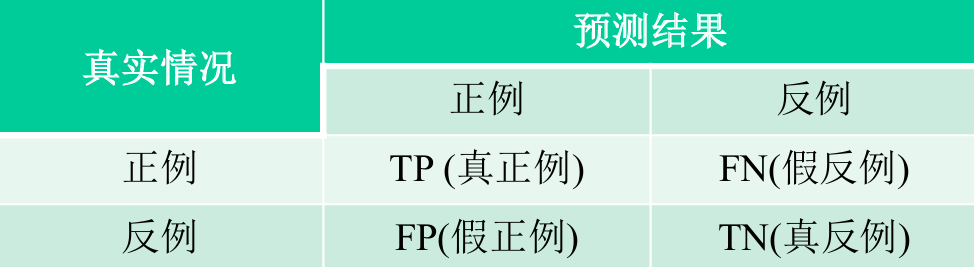 真实情况 预测结果
正例 反例
正例 TP (真正例) FN(假反例)
反例 FP(假正例) TN(真反例)